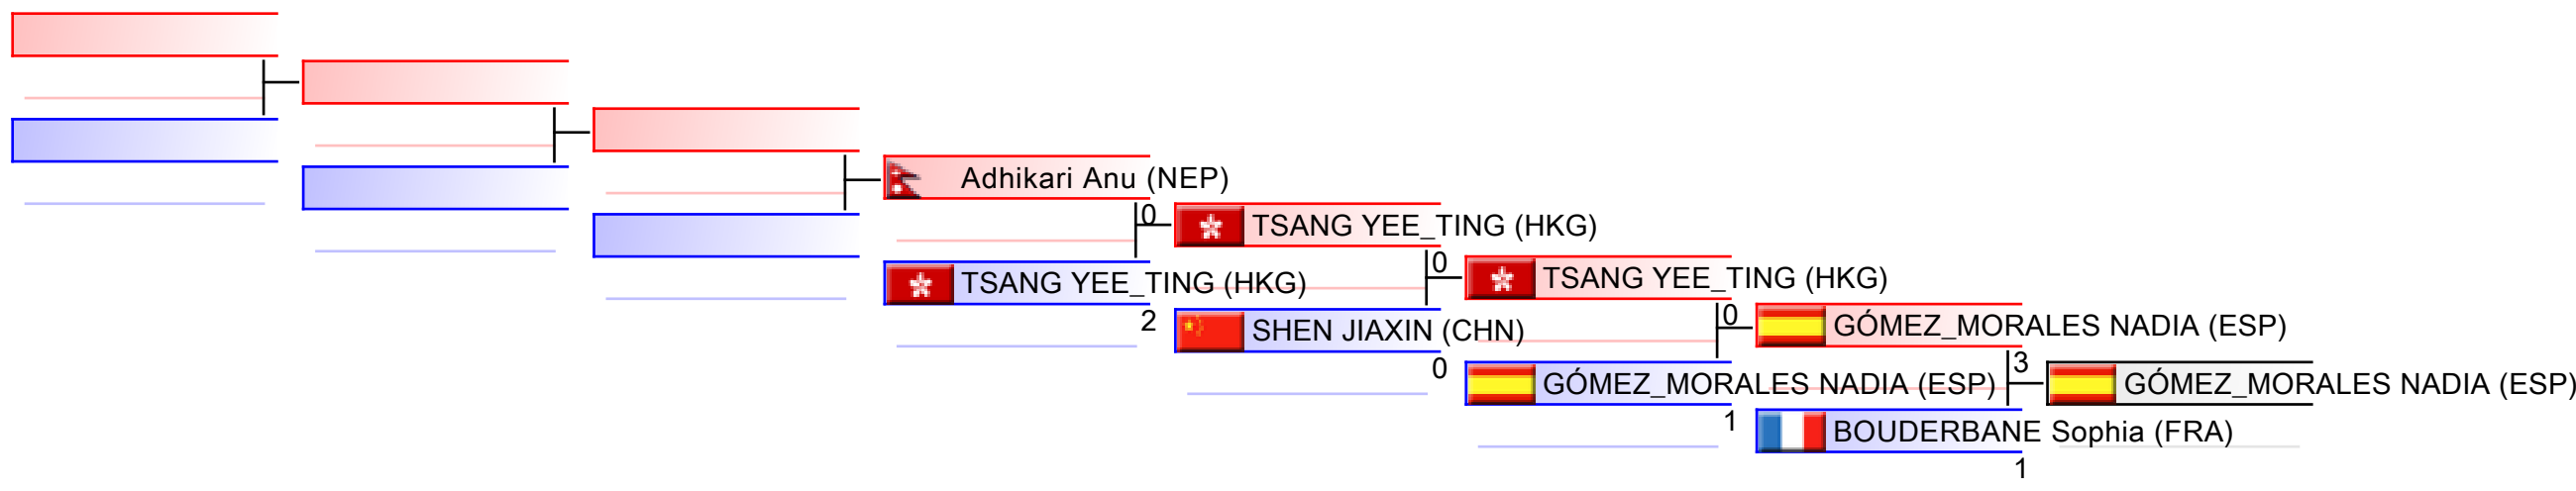 Adhikari Anu (NEP)
0
TSANG YEE_TING (HKG)
TSANG YEE_TING (HKG)
2
0
TSANG YEE_TING (HKG)
SHEN JIAXIN (CHN)
0
0
GÓMEZ_MORALES NADIA (ESP)
GÓMEZ_MORALES NADIA (ESP)
1
3
GÓMEZ_MORALES NADIA (ESP)
BOUDERBANE Sophia (FRA)
1